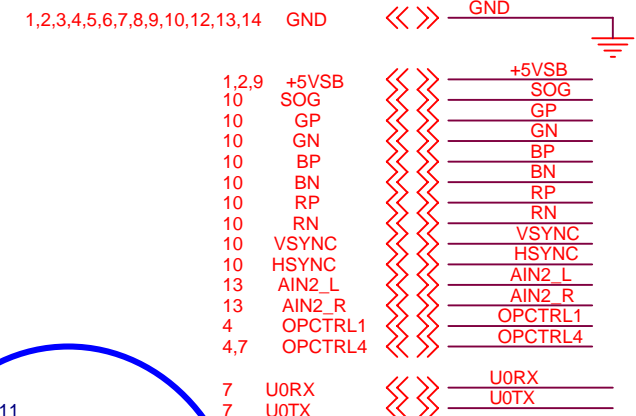 1,2,3,4,5,6,7,8,9,10,12,13,14 GND GND
1,2,9 +5VSB +5VSB
10 SOG SOG
10 GP GP
10 GN GN
10 BP BP
10 BN BN
10 RP RP
10 RN RN
10 VSYNC VSYNC
10 HSYNC HSYNC
13 AIN2_L AIN2_L
13 AIN2_R AIN2_R
4 OPCTRL1 OPCTRL1
4,7 OPCTRL4 OPCTRL4
7 U0RX U0RX
7 U0TX U0TX
11